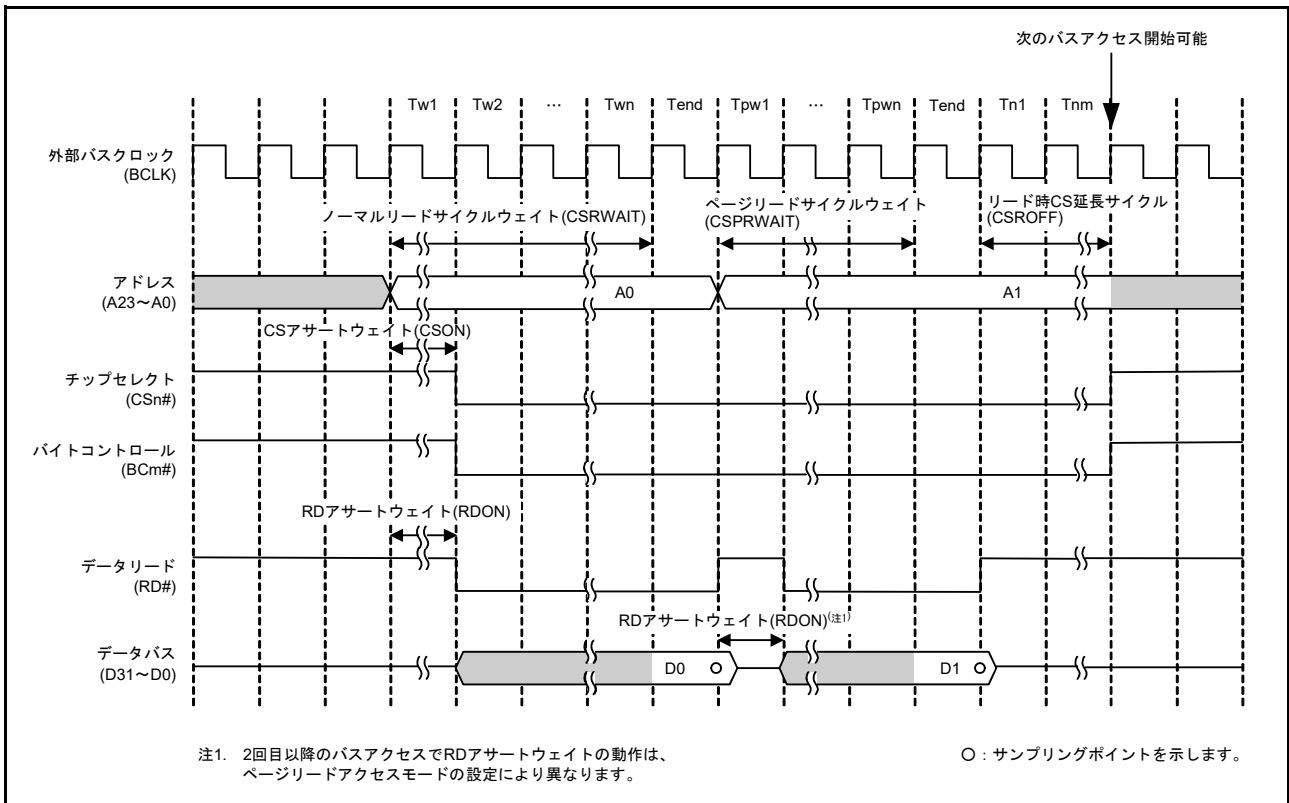 次のバスアクセス開始可能
Tw1 Tw2 … Twn Tend Tpw1 … Tpwn Tend Tn1 Tnm
外部バスクロック
(BCLK)
ノーマルリードサイクルウェイト(CSRWAIT)
ページリードサイクルウェイト
(CSPRWAIT)
リード時CS延長サイクル
(CSROFF)
アドレス
(A23～A0)
A0 A1
CSアサートウェイト(CSON)
チップセレクト
(CSn#)
バイトコントロール
(BCm#)
RDアサートウェイト(RDON)
データリード
(RD#)
RDアサートウェイト(RDON)(注1)
データバス
(D31～D0)
D0 D1
注1. 2回目以降のバスアクセスでRDアサートウェイトの動作は、
ページリードアクセスモードの設定により異なります。
○：サンプリングポイントを示します。